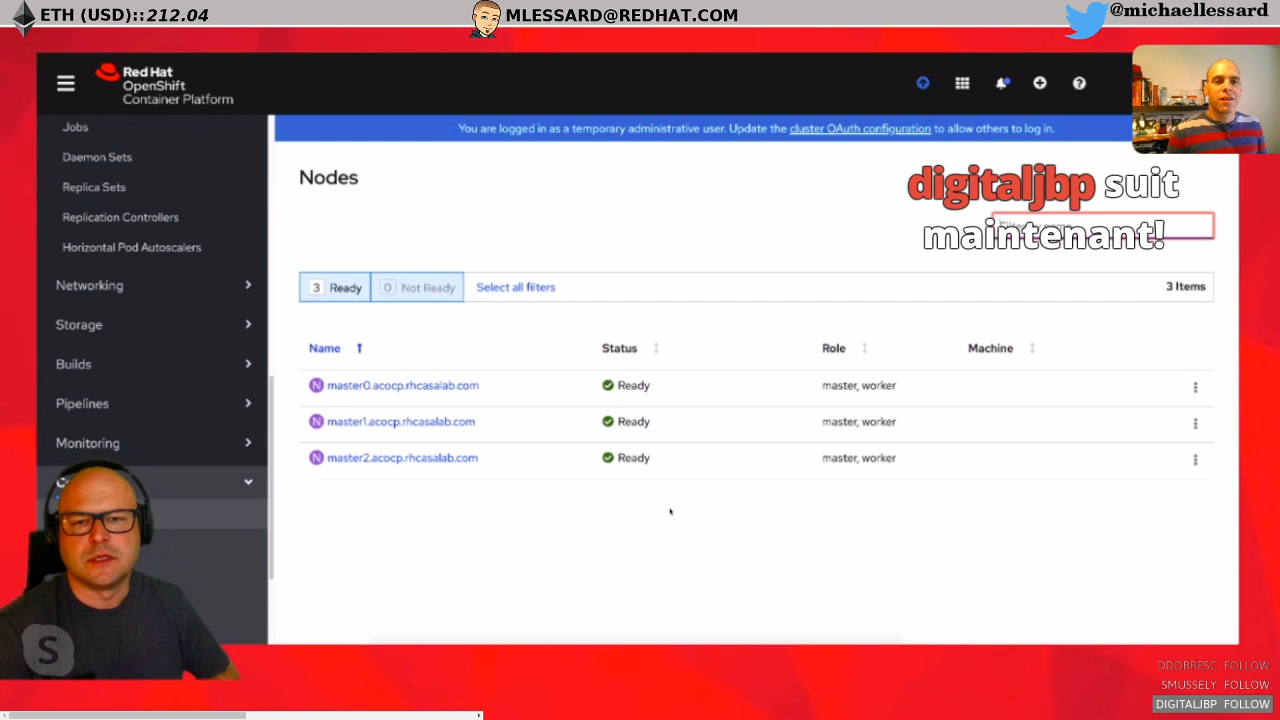 ETH (USD)::212.04
MLESSARD@REDHAT.COM
@michaellessard
Red Hat
OpenShift
Container Platform
You are logged in as a temporary administrative user. Update the cluster OAuth configuration to allow others to log in.
Jobs
Daemon Sets
Replica Sets
Replication Controllers
Horizontal Pod Autoscalers
Networking
Storage
Builds
Pipelines
Monitoring
Nodes
digitaljbp suit
maintenant!
3 Ready
0 Not Ready
Select all filters
3 Items
Name
Status
Role
Machine
N master0.acocp.rhcasalab.com Ready master, worker
N master1.acocp.rhcasalab.com Ready master, worker
N master2.acocp.rhcasalab.com Ready master, worker
S
DDOBRESC FOLLOW
SMUSSELY FOLLOW
DIGITALJBP FOLLOW